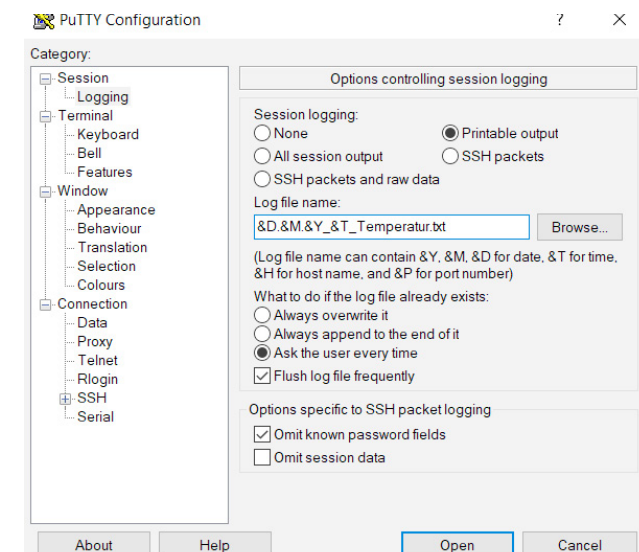 PuTTY Configuration ? ×
Category:
Session
Logging
Terminal
Keyboard
Bell
Features
Window
Appearance
Behaviour
Translation
Selection
Colours
Connection
Data
Proxy
Telnet
Rlogin
SSH
Serial
Options controlling session logging
Session logging:
None Printable output
All session output SSH packets
SSH packets and raw data
Log file name:
&D.&M.&Y_&T_Temperatur.txt Browse...
(Log file name can contain &Y, &M, &D for date, &T for time,
&H for host name, and &P for port number)
What to do if the log file already exists:
Always overwrite it
Always append to the end of it
Ask the user every time
Flush log file frequently
Options specific to SSH packet logging
Omit known password fields
Omit session data
About Help Open Cancel